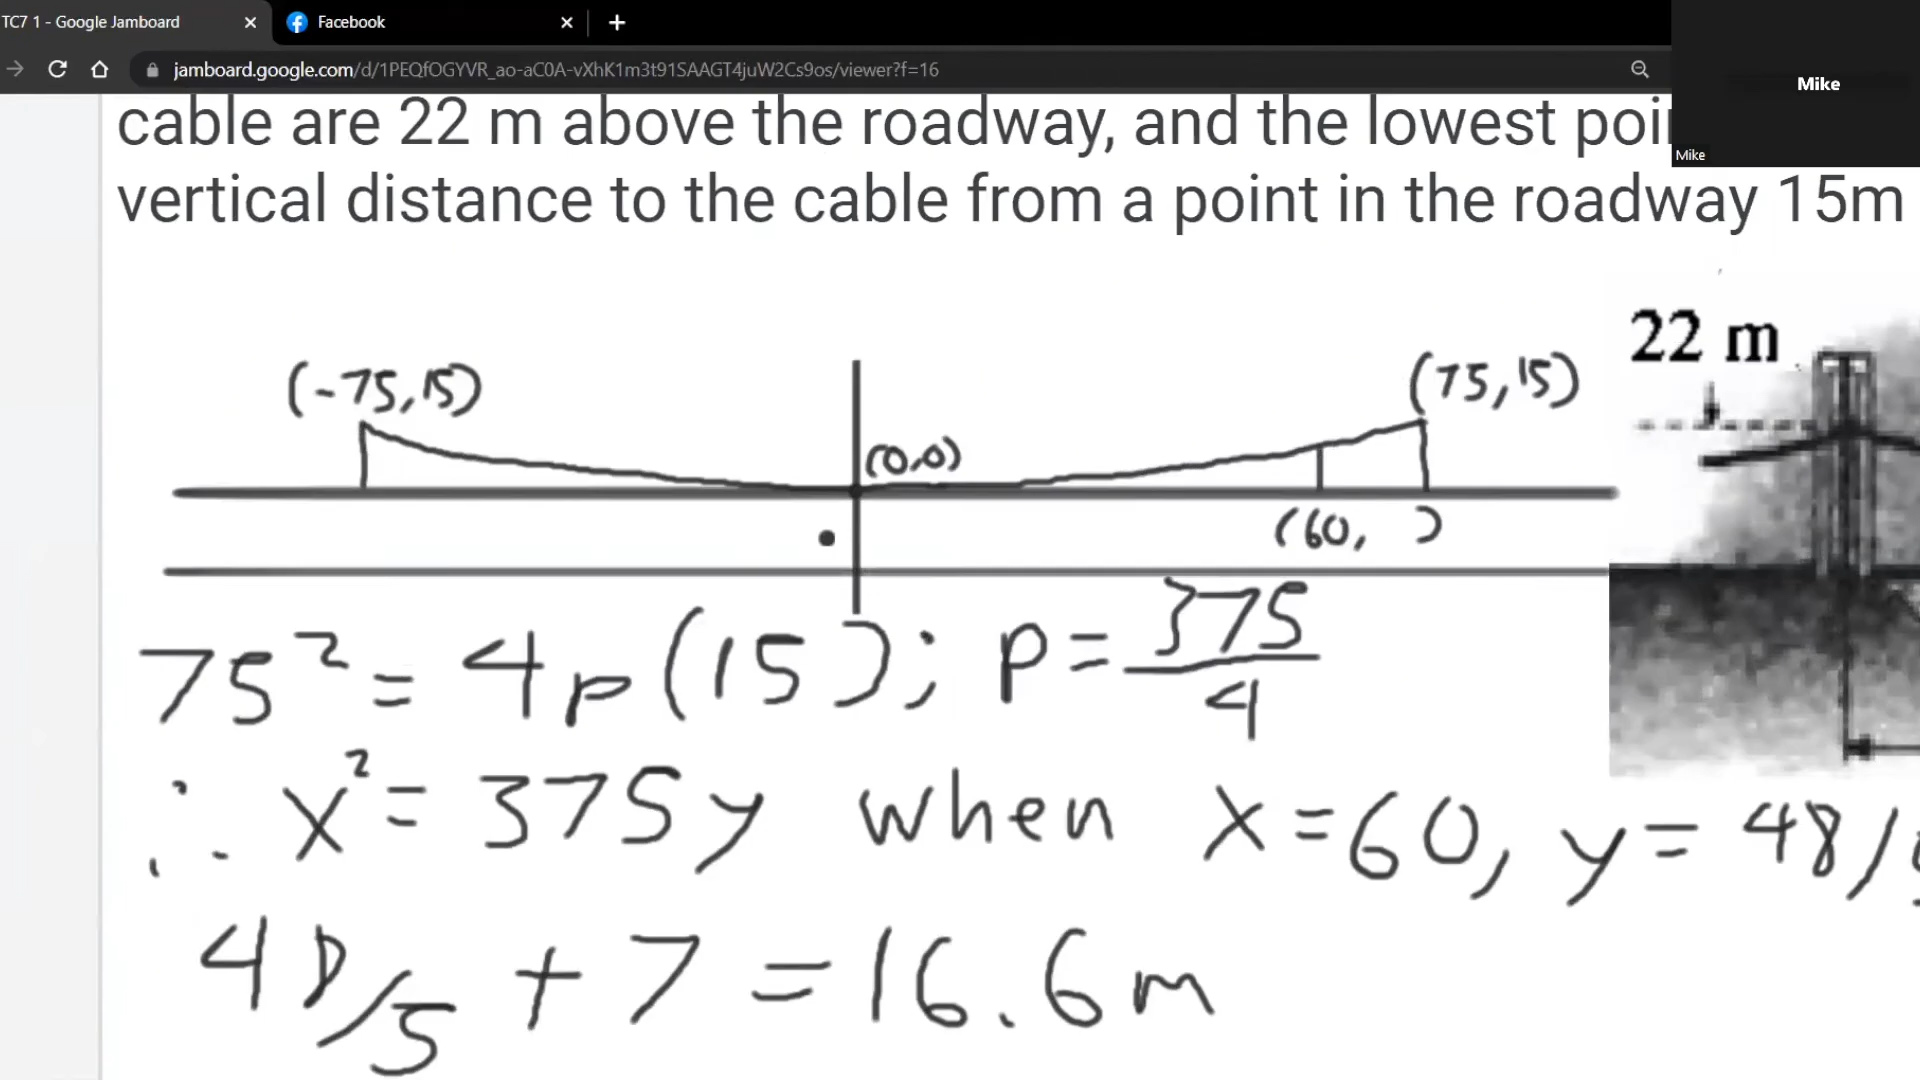 TC7 1 - Google Jamboard
Facebook
jamboard.google.com/d/1PEQfOGYVR_ao-aC0A-vXhK1m3t91SAAGT4juW2Cs9os/viewer?f=16
Mike
Mike
cable are 22 m above the roadway, and the lowest poi
vertical distance to the cable from a point in the roadway 15m
22 m
(-75,15)
(75,15)
(0,0)
(60, )
75² = 4p(15); p = 375/4
∴ x² = 375y when x = 60, y = 48/5
48/5 + 7 = 16.6m